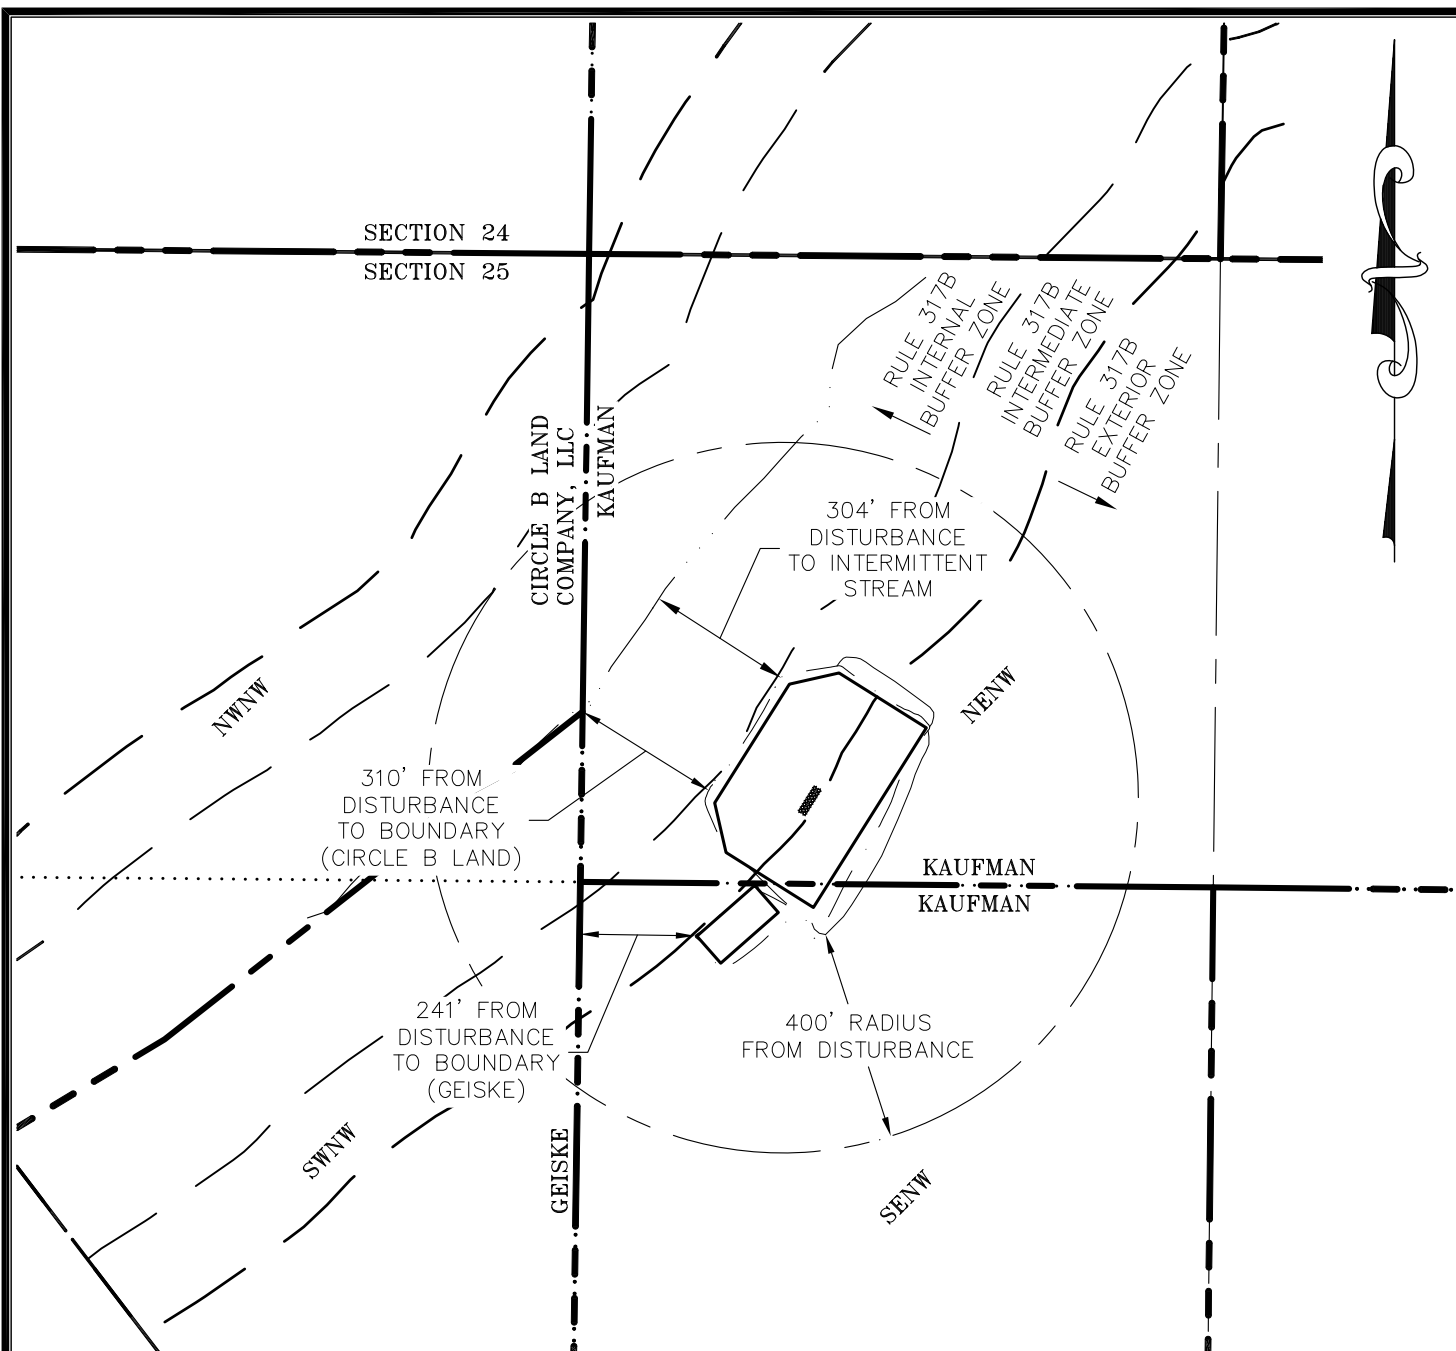 SECTION 24
SECTION 25
RULE 317B
INTERNAL
BUFFER ZONE
RULE 317B
INTERMEDIATE
BUFFER ZONE
RULE 317B
EXTERIOR
BUFFER ZONE
CIRCLE B LAND
COMPANY, LLC
KAUFMAN
304' FROM
DISTURBANCE
TO INTERMITTENT
STREAM
NWNW
NENW
310' FROM
DISTURBANCE
TO BOUNDARY
(CIRCLE B LAND)
KAUFMAN
KAUFMAN
241' FROM
DISTURBANCE
TO BOUNDARY
(GEISKE)
400' RADIUS
FROM DISTURBANCE
SWNW
GEISKE
SENW